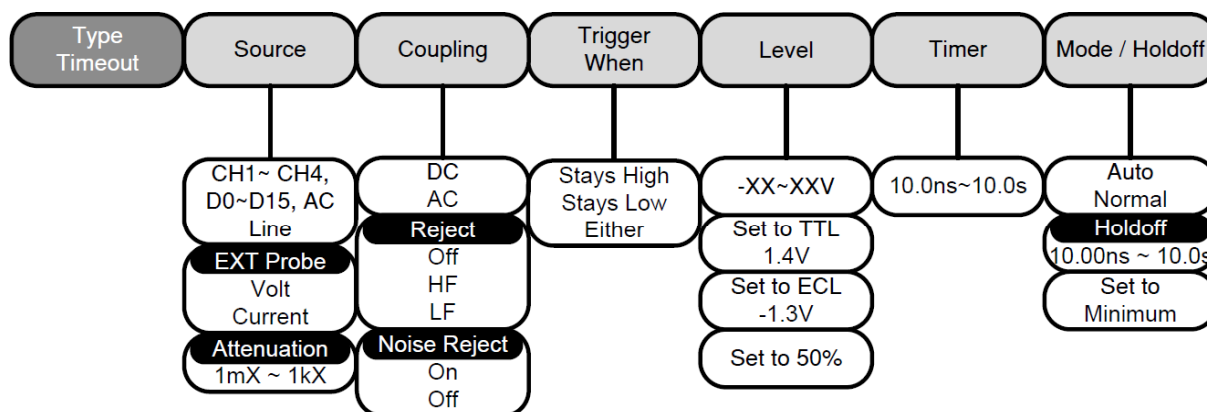 Type
Timeout
Source
Coupling
Trigger
When
Level
Timer
Mode / Holdoff
CH1~ CH4,
D0~D15, AC
Line
EXT Probe
Volt
Current
Attenuation
1mX ~ 1kX
DC
AC
Reject
Off
HF
LF
Noise Reject
On
Off
Stays High
Stays Low
Either
-XX~XXV
Set to TTL
1.4V
Set to ECL
-1.3V
Set to 50%
10.0ns~10.0s
Auto
Normal
Holdoff
10.00ns ~ 10.0s
Set to
Minimum